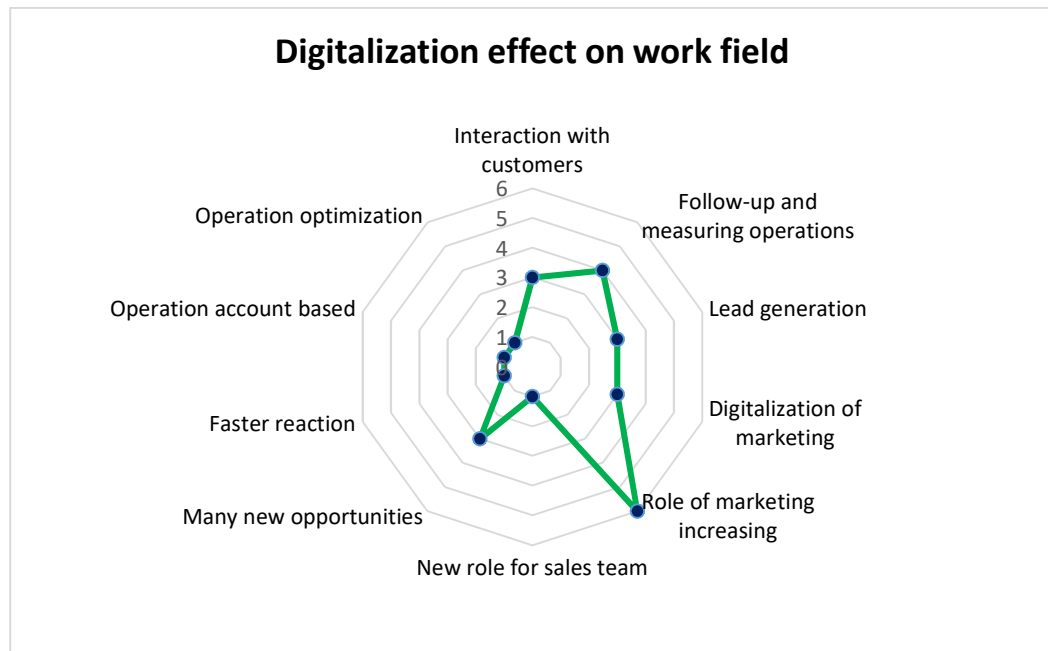 Digitalization effect on work field
Interaction with
customers
Follow-up and
measuring operations
Lead generation
Digitalization of
marketing
Role of marketing
increasing
New role for sales team
Many new opportunities
Faster reaction
Operation account based
Operation optimization
6
5
4
3
2
1
0